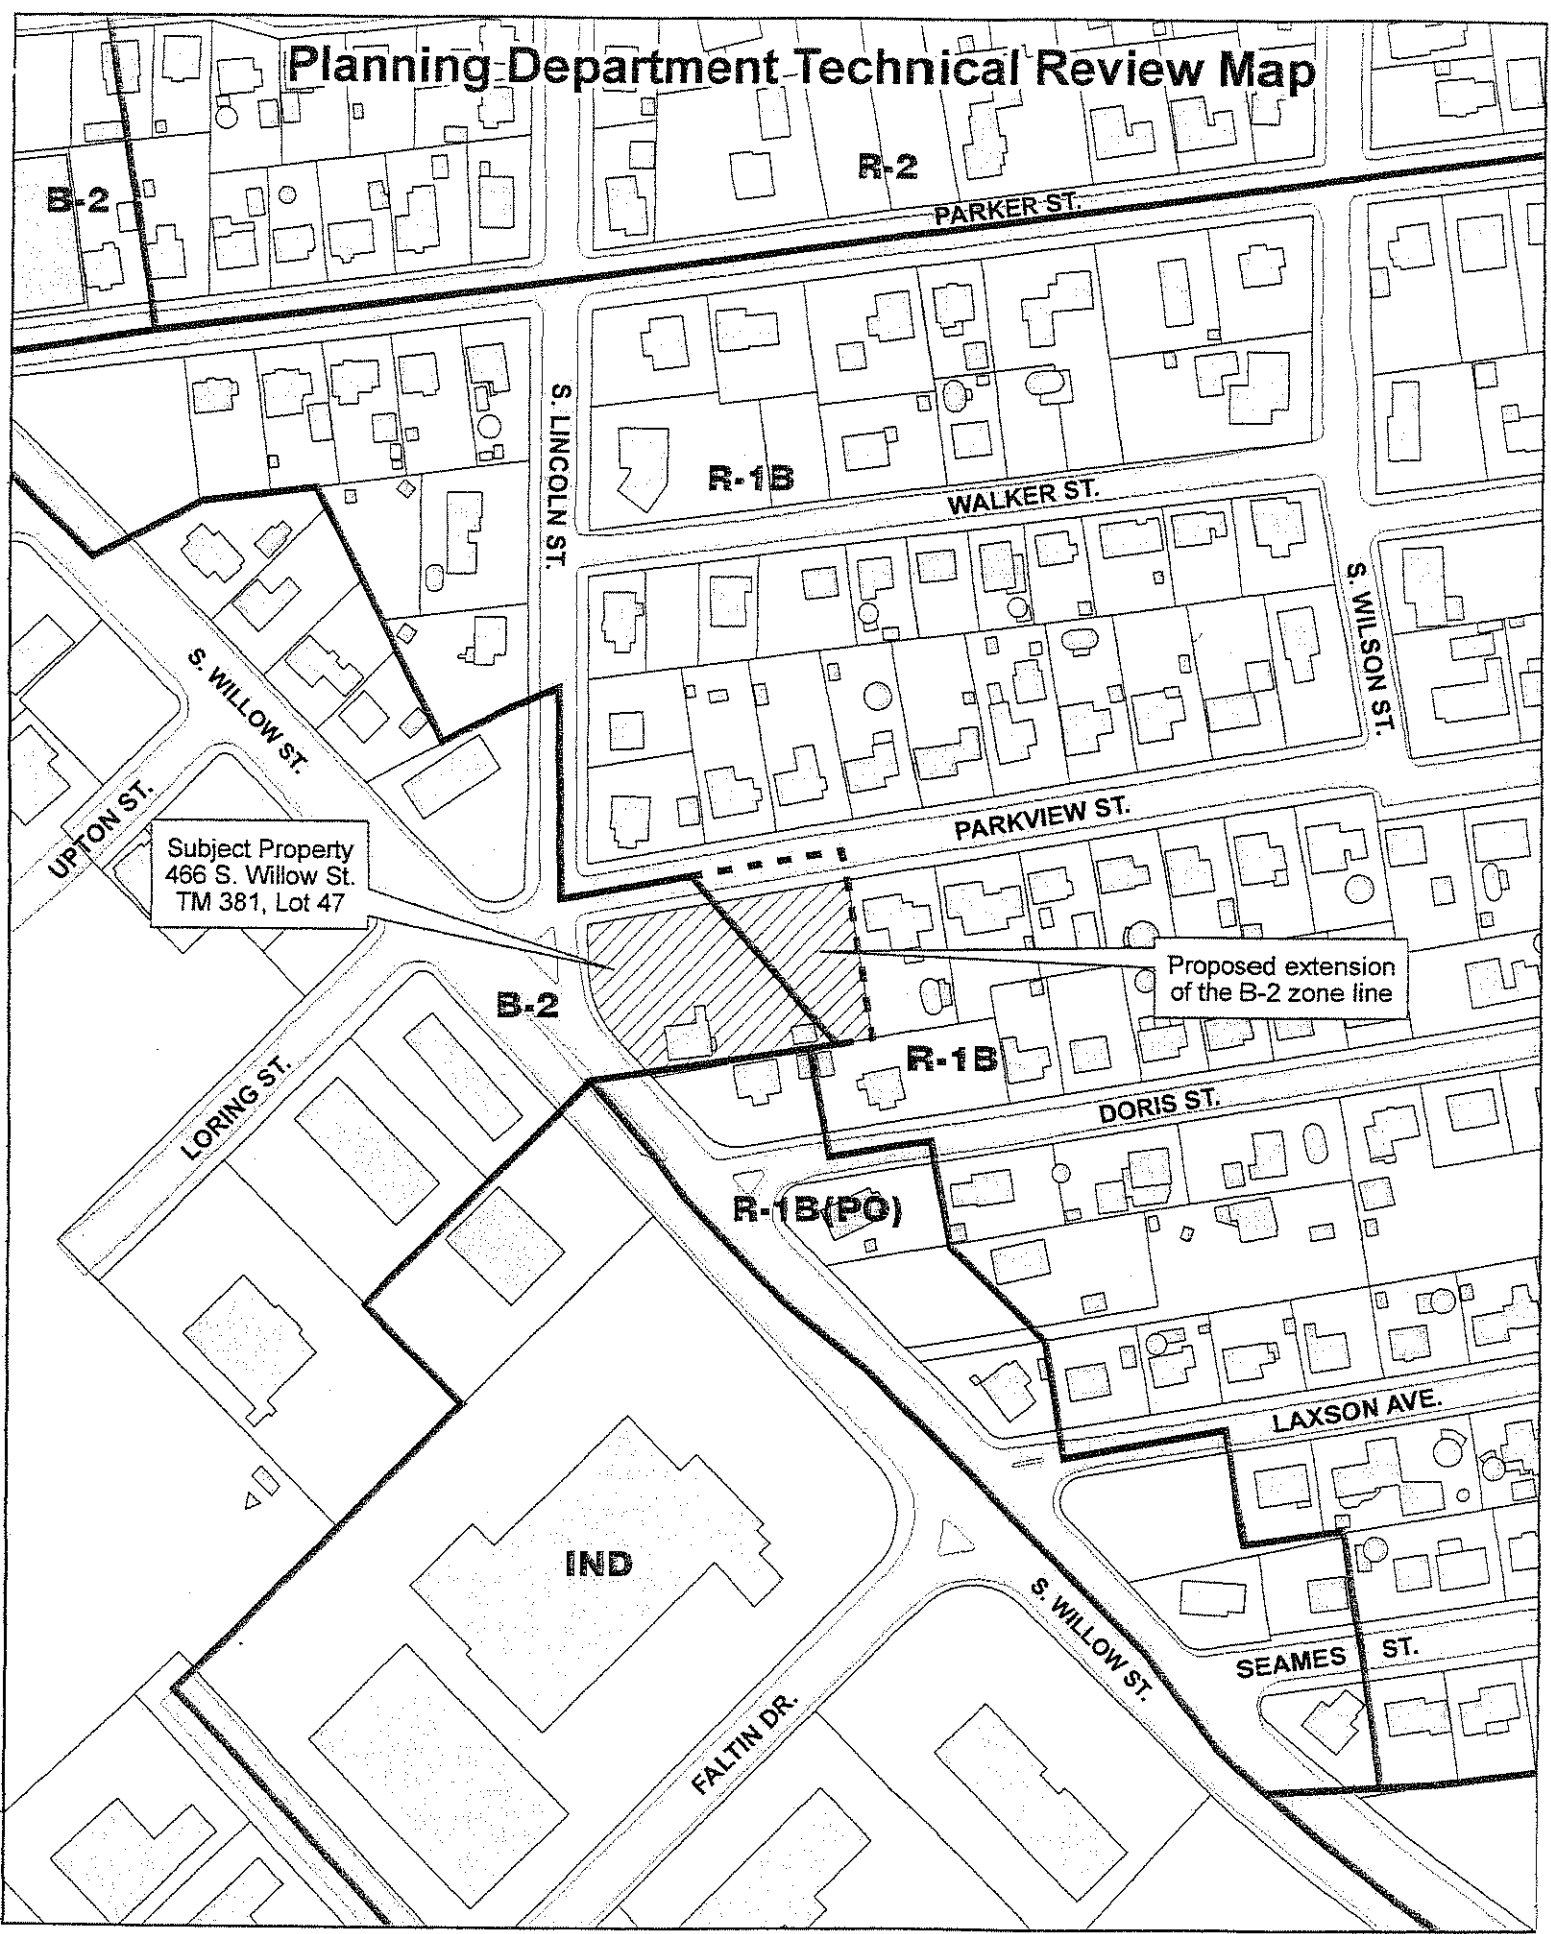 Planning Department Technical Review Map
B-2
R-2
PARKER ST.
S. LINCOLN ST.
R-1B
WALKER ST.
S. WILSON ST.
S. WILLOW ST.
UPTON ST.
PARKVIEW ST.
Subject Property
466 S. Willow St.
TM 381, Lot 47
Proposed extension
of the B-2 zone line
B-2
R-1B
LORING ST.
DORIS ST.
R-1B(PO)
LAXSON AVE.
IND
S. WILLOW ST.
SEAMES ST.
FALTIN DR.